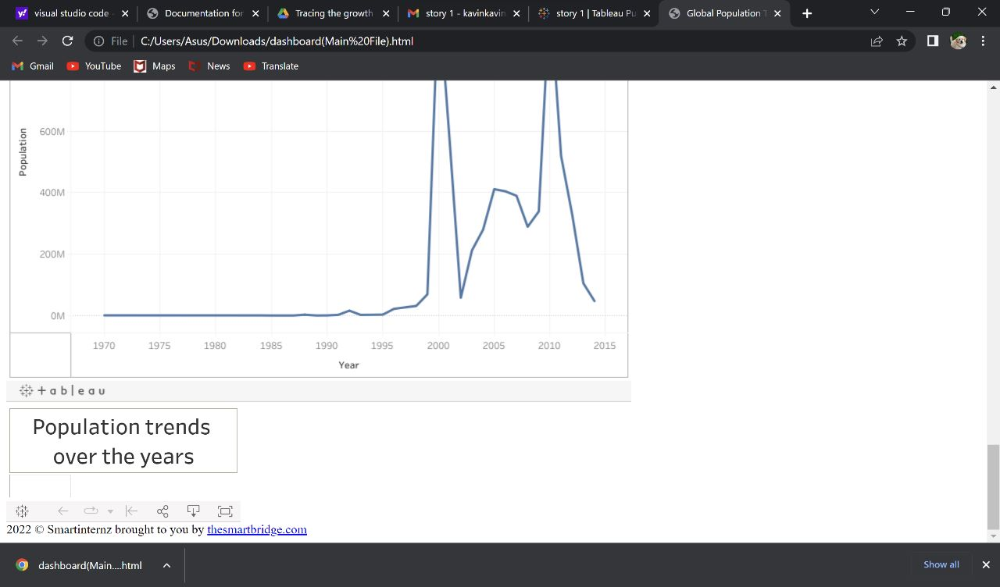 visual studio code
Documentation for
Tracing the growth
story 1 - kavinkavin
story 1 | Tableau Pu
Global Population T
File
C:/Users/Asus/Downloads/dashboard(Main%20File).html
Gmail
YouTube
Maps
News
Translate
Population
600M
400M
200M
0M
1970 1975 1980 1985 1990 1995 2000 2005 2010 2015
Year
+ a b | e a u
Population trends
over the years
2022 © Smartinternz brought to you by thesmartbridge.com
dashboard(Main....html
Show all